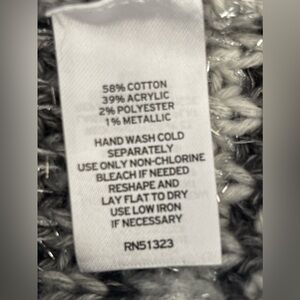 58% COTTON
39% ACRYLIC
2% POLYESTER
1% METALLIC
HAND WASH COLD
SEPARATELY
USE ONLY NON-CHLORINE
BLEACH IF NEEDED
RESHAPE AND
LAY FLAT TO DRY
USE LOW IRON
IF NECESSARY
RN51323